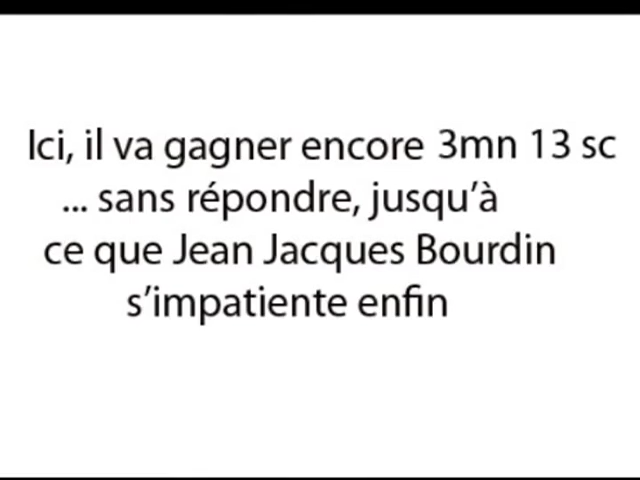 Ici, il va gagner encore 3mn 13 sc
... sans répondre, jusqu’à
ce que Jean Jacques Bourdin
s’impatiente enfin